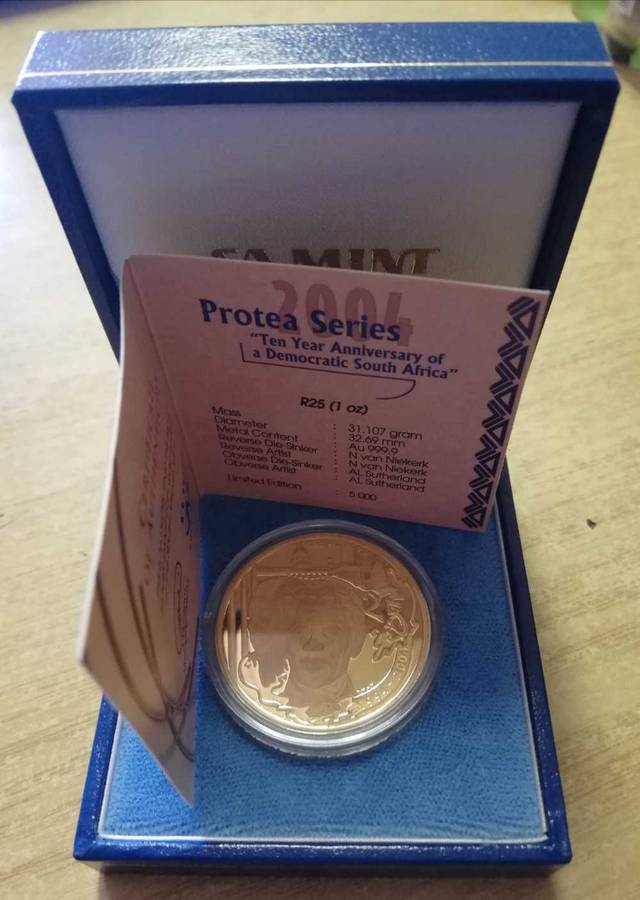 SA MINT
2004
Protea Series
"Ten Year Anniversary of
a Democratic South Africa"
R25 (1 oz)
Mass : 31.107 gram
Diameter : 32.69 mm
Metal Content : Au 999.9
Reverse Die-Sinker : N van Niekerk
Reverse Artist : N van Niekerk
Obverse Die-Sinker : AL Sutherland
Obverse Artist : AL Sutherland
Limited Edition : 5 000
1994 - 2004